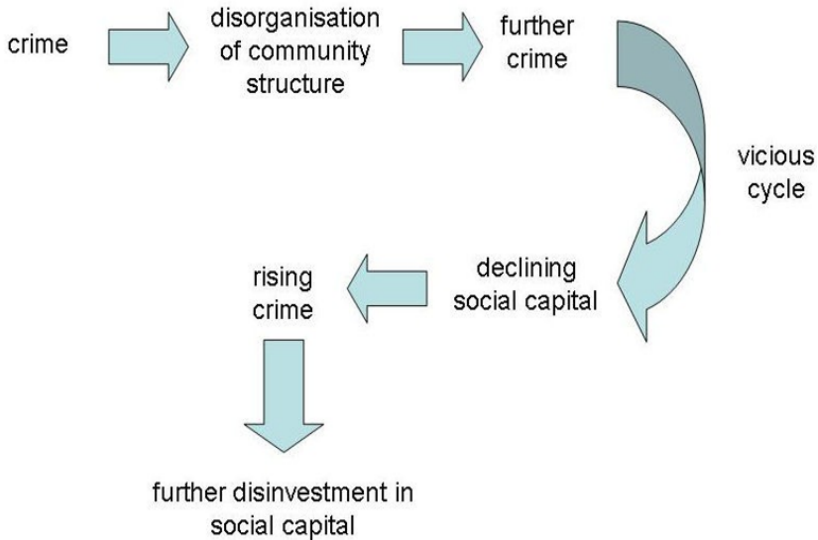 crime
disorganisation
of community
structure
further
crime
vicious
cycle
declining
social capital
rising
crime
further disinvestment in
social capital